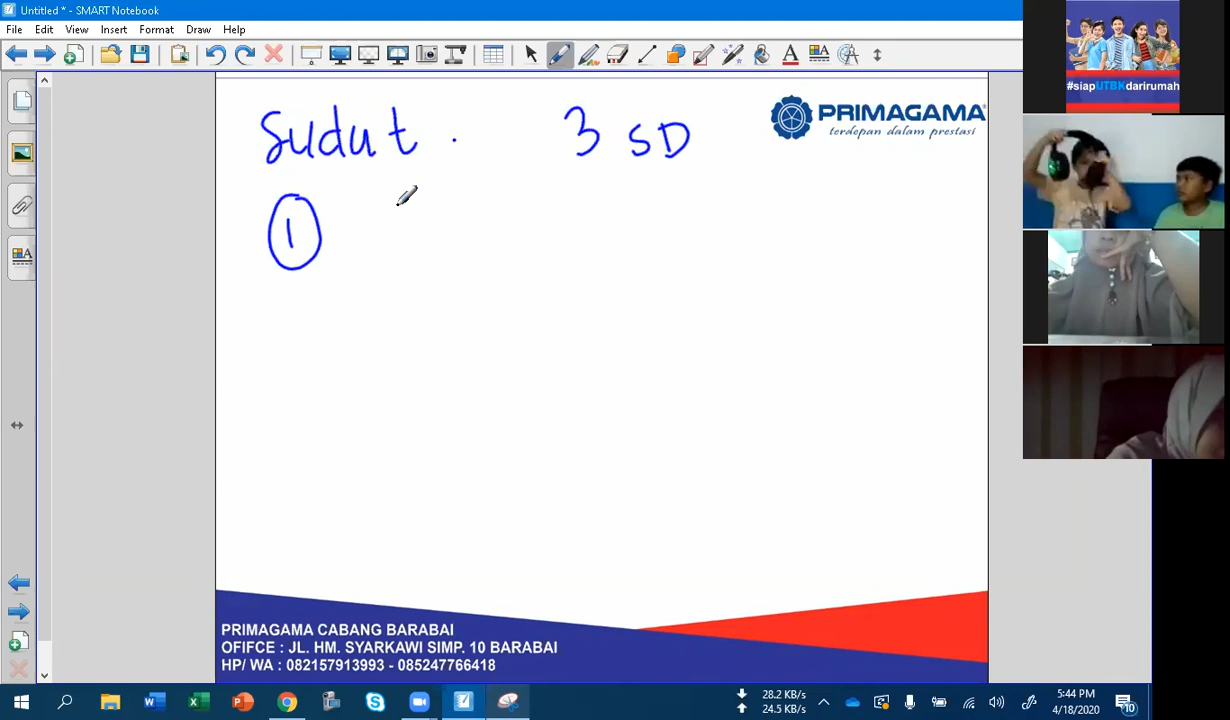 Untitled * - SMART Notebook
File Edit View Insert Format Draw Help
#siapUTBKdarirumah
Sudut . 3 SD
PRIMAGAMA
terdepan dalam prestasi
1
PRIMAGAMA CABANG BARABAI
OFIFCE : JL. HM. SYARKAWI SIMP. 10 BARABAI
HP/ WA : 082157913993 - 085247766418
28.2 KB/s
24.5 KB/s
5:44 PM
4/18/2020
10